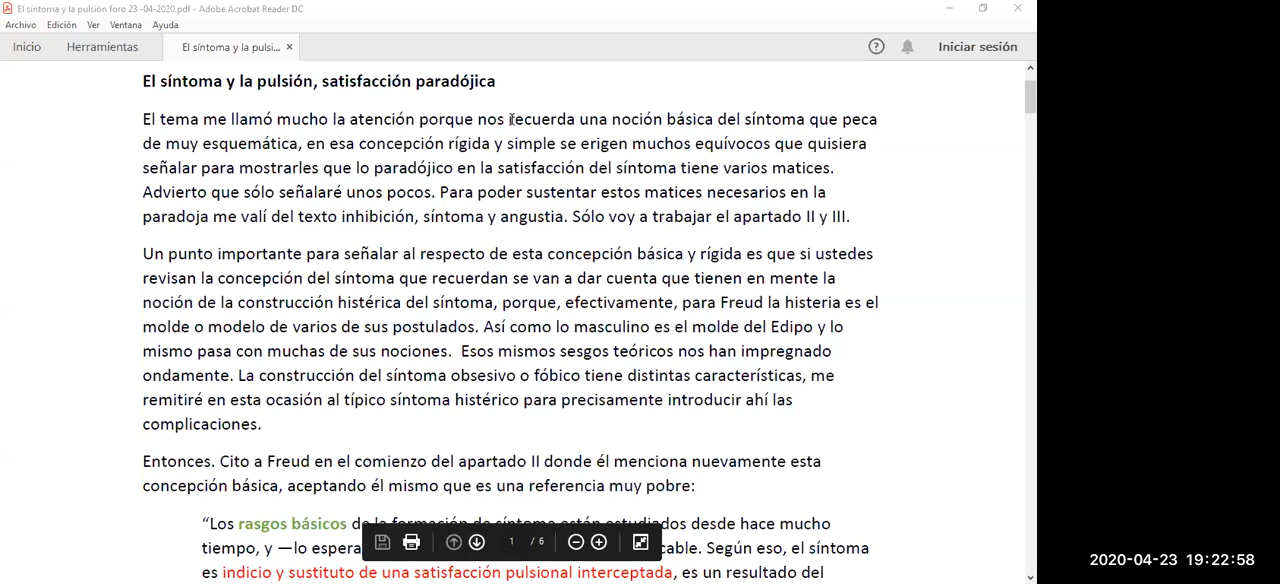 El síntoma y la pulsión foro 23 -04-2020.pdf - Adobe Acrobat Reader DC
Archivo Edición Ver Ventana Ayuda
Inicio Herramientas El síntoma y la pulsi... × Iniciar sesión
El síntoma y la pulsión, satisfacción paradójica
El tema me llamó mucho la atención porque nos recuerda una noción básica del síntoma que peca
de muy esquemática, en esa concepción rígida y simple se erigen muchos equívocos que quisiera
señalar para mostrarles que lo paradójico en la satisfacción del síntoma tiene varios matices.
Advierto que sólo señalaré unos pocos. Para poder sustentar estos matices necesarios en la
paradoja me valí del texto inhibición, síntoma y angustia. Sólo voy a trabajar el apartado II y III.
Un punto importante para señalar al respecto de esta concepción básica y rígida es que si ustedes
revisan la concepción del síntoma que recuerdan se van a dar cuenta que tienen en mente la
noción de la construcción histérica del síntoma, porque, efectivamente, para Freud la histeria es el
molde o modelo de varios de sus postulados. Así como lo masculino es el molde del Edipo y lo
mismo pasa con muchas de sus nociones. Esos mismos sesgos teóricos nos han impregnado
ondamente. La construcción del síntoma obsesivo o fóbico tiene distintas características, me
remitiré en esta ocasión al típico síntoma histérico para precisamente introducir ahí las
complicaciones.
Entonces. Cito a Freud en el comienzo del apartado II donde él menciona nuevamente esta
concepción básica, aceptando él mismo que es una referencia muy pobre:
“Los rasgos básicos de la formación de síntoma están estudiados desde hace mucho
tiempo, y —lo espera cable. Según eso, el síntoma
1 / 6
es indicio y sustituto de una satisfacción pulsional interceptada, es un resultado del
2020-04-23 19:22:58